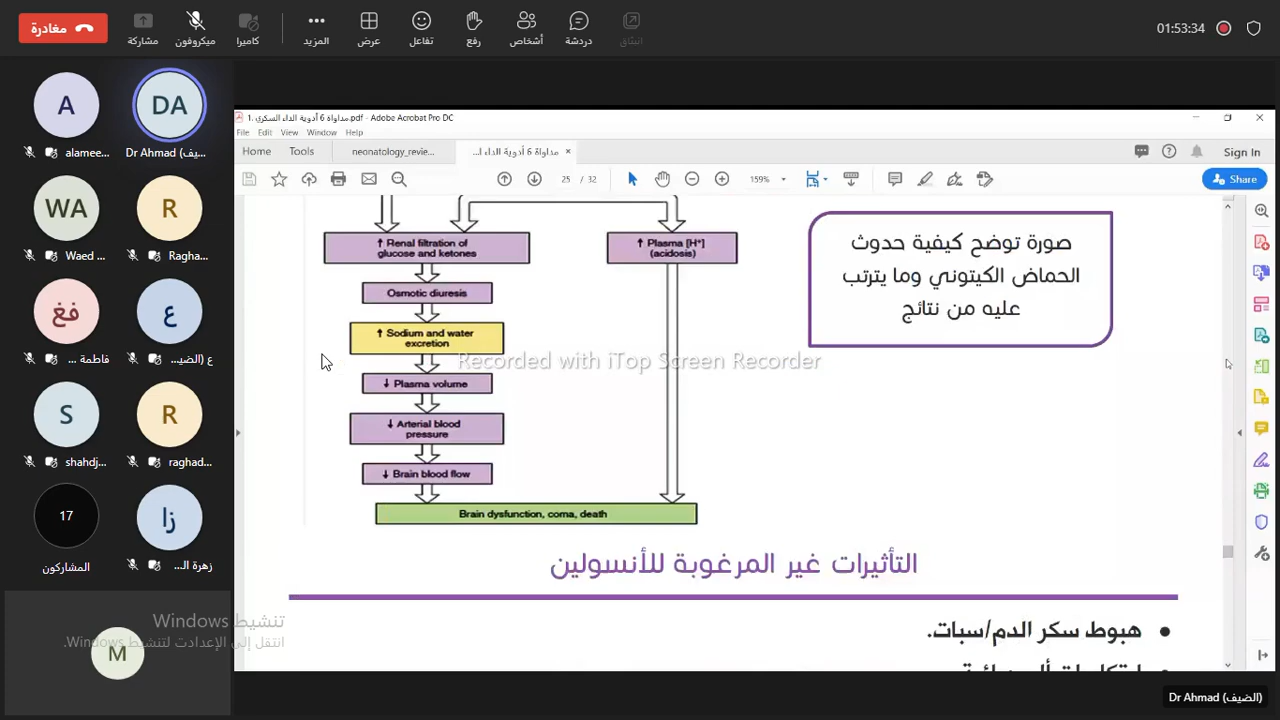 مغادرة
مشاركة
ميكروفون
كاميرا
المزيد
عرض
تفاعل
رفع
أشخاص
دردشة
انبثاق
01:53:34
A
alamee...
DA
Dr Ahmad (ضيف...
WA
Waed ...
R
Ragha...
فغ
فاطمة ...
ع
ع (الضيـ...
S
shahdj...
R
raghad...
17
المشاركون
زا
زهرة الـ...
M
تنشيط Windows
انتقل إلى الإعدادت لتنشيط Windows.
1. مداواة 6 أدوية الداء السكري.pdf - Adobe Acrobat Pro DC
File Edit View Window Help
Home Tools
neonatology_revie...
مداواة 6 أدوية الداء ا...
Sign In
25 / 32
159%
Share
↑ Renal filtration of
glucose and ketones
↑ Plasma [H+]
(acidosis)
Osmotic diuresis
↑ Sodium and water
excretion
↓ Plasma volume
↓ Arterial blood
pressure
↓ Brain blood flow
Brain dysfunction, coma, death
صورة توضح كيفية حدوث
الحماض الكيتوني وما يترتب
عليه من نتائج
Recorded with iTop Screen Recorder
التأثيرات غير المرغوبة للأنسولين
• هبوط سكر الدم/سبات.
Dr Ahmad (الضيف)